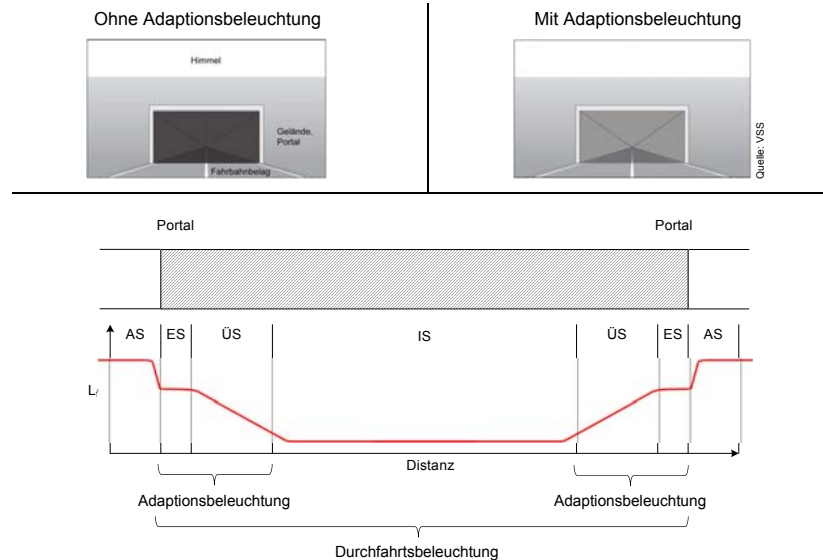 Ohne Adaptionsbeleuchtung
Mit Adaptionsbeleuchtung
Himmel
Gelände,
Portal
Fahrbahnbelag
Quelle: VSS
Portal
Portal
AS
ES
ÜS
IS
ÜS
ES
AS
Distanz
Adaptionsbeleuchtung
Adaptionsbeleuchtung
Durchfahrtsbeleuchtung